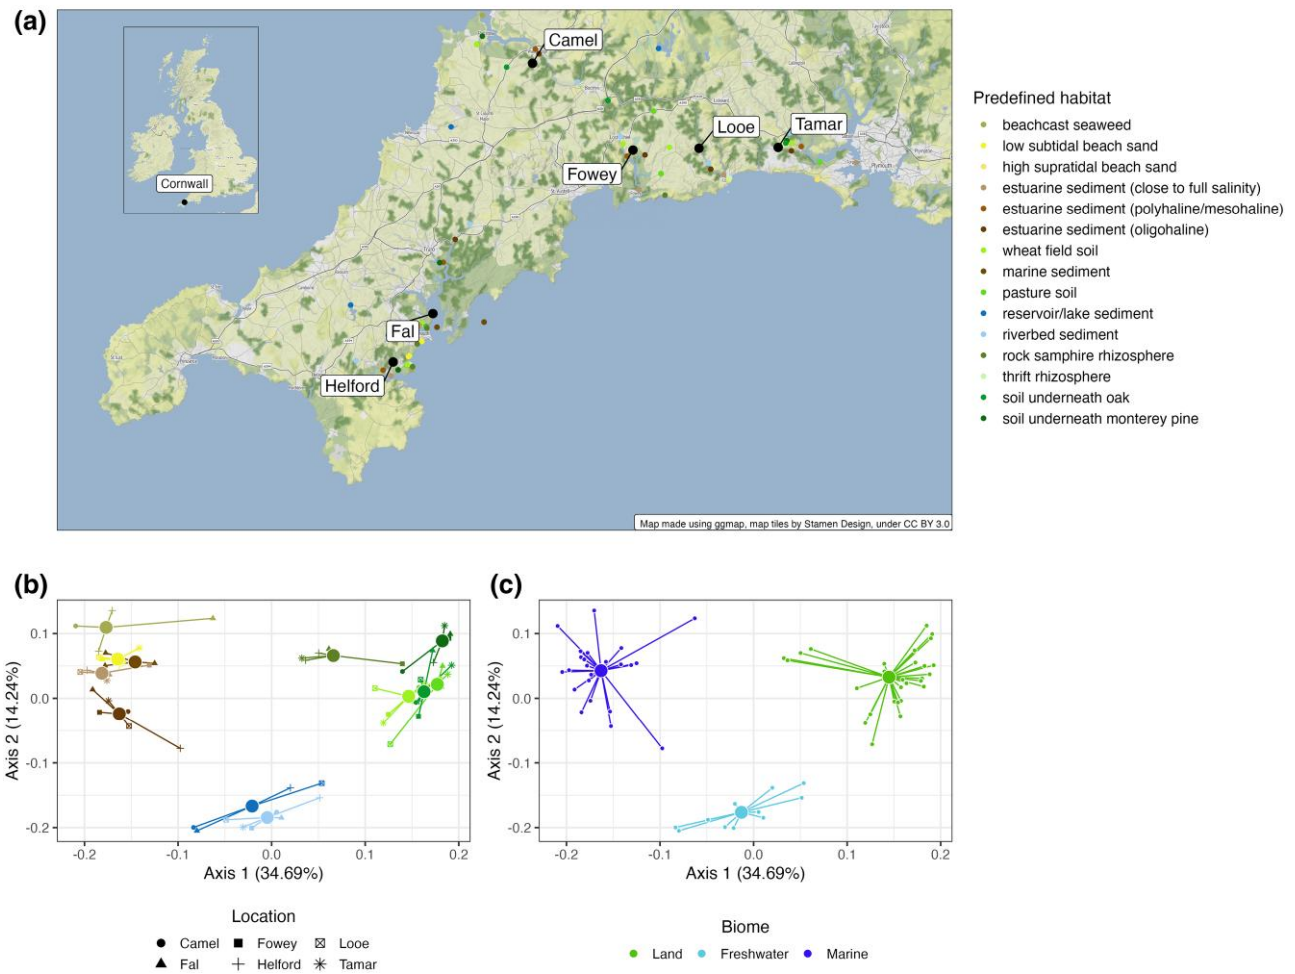 (a)
Cornwall
Camel
Looe
Tamar
Fowey
Fal
Helford
Plymouth
Map made using ggmap, map tiles by Stamen Design, under CC BY 3.0
Predefined habitat
beachcast seaweed
low subtidal beach sand
high supratidal beach sand
estuarine sediment (close to full salinity)
estuarine sediment (polyhaline/mesohaline)
estuarine sediment (oligohaline)
wheat field soil
marine sediment
pasture soil
reservoir/lake sediment
riverbed sediment
rock samphire rhizosphere
thrift rhizosphere
soil underneath oak
soil underneath monterey pine
(b)
Axis 2 (14.24%)
0.1
0.0
-0.1
-0.2
-0.2 -0.1 0.0 0.1 0.2
Axis 1 (34.69%)
Location
Camel Fowey Looe
Fal Helford Tamar
(c)
Axis 2 (14.24%)
0.1
0.0
-0.1
-0.2
-0.2 -0.1 0.0 0.1 0.2
Axis 1 (34.69%)
Biome
Land Freshwater Marine